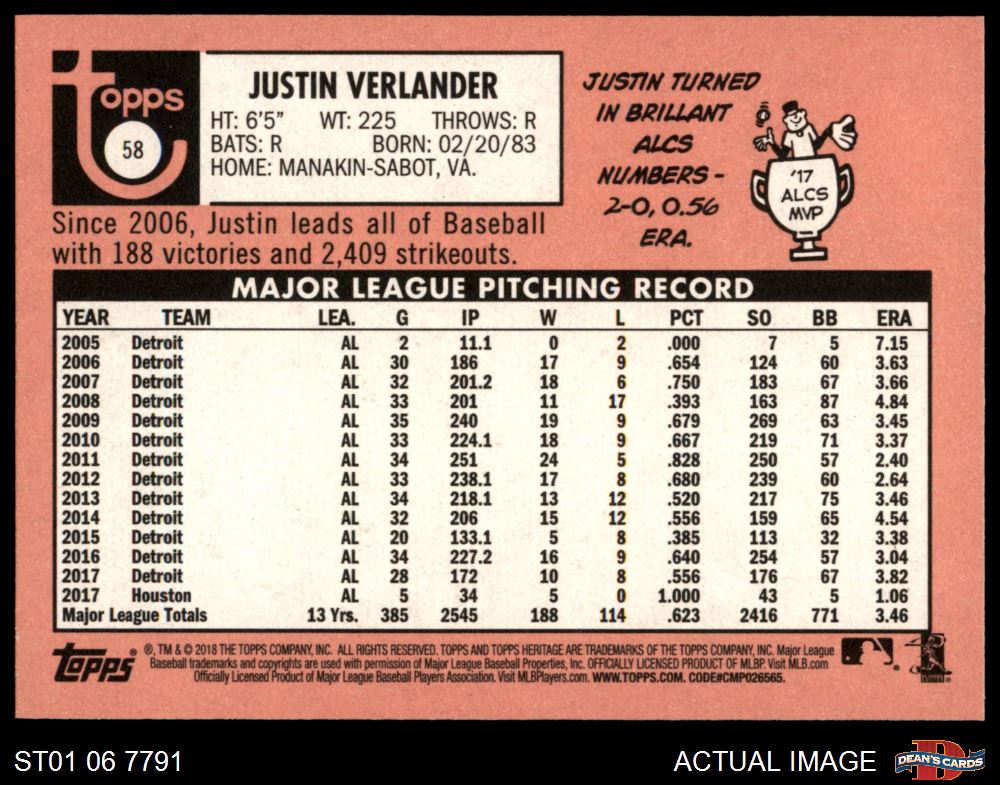 Topps
58
JUSTIN VERLANDER
HT: 6'5" WT: 225 THROWS: R
BATS: R BORN: 02/20/83
HOME: MANAKIN-SABOT, VA.
JUSTIN TURNED
IN BRILLANT
ALCS
NUMBERS -
2-0, 0.56
ERA.
'17
ALCS
MVP
Since 2006, Justin leads all of Baseball
with 188 victories and 2,409 strikeouts.
MAJOR LEAGUE PITCHING RECORD
YEAR TEAM LEA. G IP W L PCT SO BB ERA
2005 Detroit AL 2 11.1 0 2 .000 7 5 7.15
2006 Detroit AL 30 186 17 9 .654 124 60 3.63
2007 Detroit AL 32 201.2 18 6 .750 183 67 3.66
2008 Detroit AL 33 201 11 17 .393 163 87 4.84
2009 Detroit AL 35 240 19 9 .679 269 63 3.45
2010 Detroit AL 33 224.1 18 9 .667 219 71 3.37
2011 Detroit AL 34 251 24 5 .828 250 57 2.40
2012 Detroit AL 33 238.1 17 8 .680 239 60 2.64
2013 Detroit AL 34 218.1 13 12 .520 217 75 3.46
2014 Detroit AL 32 206 15 12 .556 159 65 4.54
2015 Detroit AL 20 133.1 5 8 .385 113 32 3.38
2016 Detroit AL 34 227.2 16 9 .640 254 57 3.04
2017 Detroit AL 28 172 10 8 .556 176 67 3.82
2017 Houston AL 5 34 5 0 1.000 43 5 1.06
Major League Totals 13 Yrs. 385 2545 188 114 .623 2416 771 3.46
Topps ®, TM & © 2018 THE TOPPS COMPANY, INC. ALL RIGHTS RESERVED. TOPPS AND TOPPS HERITAGE ARE TRADEMARKS OF THE TOPPS COMPANY, INC. Major League
Baseball trademarks and copyrights are used with permission of Major League Baseball Properties, Inc. OFFICIALLY LICENSED PRODUCT OF MLBP. Visit MLB.com
Officially Licensed Product of Major League Baseball Players Association. Visit MLBPlayers.com. WWW.TOPPS.COM. CODE#CMP026565.
ST01 06 7791
ACTUAL IMAGE
DEAN'S CARDS